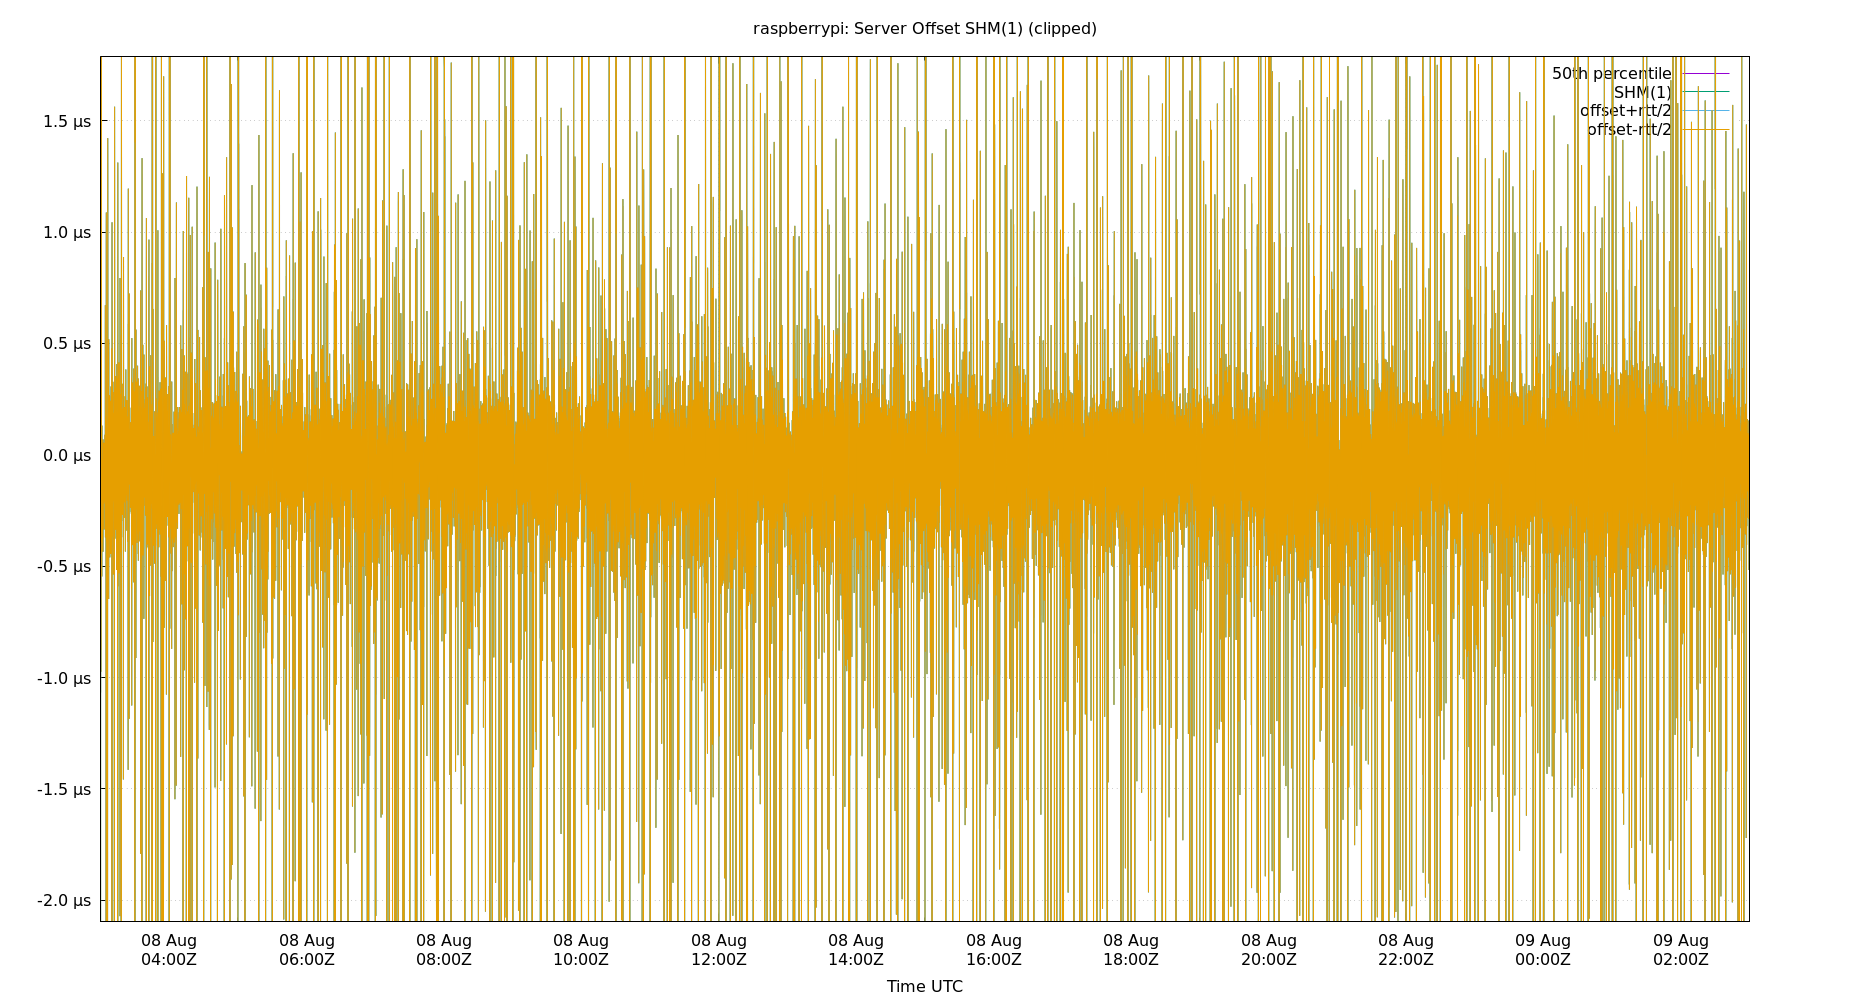 raspberrypi: Server Offset SHM(1) (clipped)
50th percentile
SHM(1)
offset+rtt/2
offset-rtt/2
1.5 µs
1.0 µs
0.5 µs
0.0 µs
-0.5 µs
-1.0 µs
-1.5 µs
-2.0 µs
08 Aug 08 Aug 08 Aug 08 Aug 08 Aug 08 Aug 08 Aug 08 Aug 08 Aug 08 Aug 09 Aug 09 Aug
04:00Z 06:00Z 08:00Z 10:00Z 12:00Z 14:00Z 16:00Z 18:00Z 20:00Z 22:00Z 00:00Z 02:00Z
Time UTC